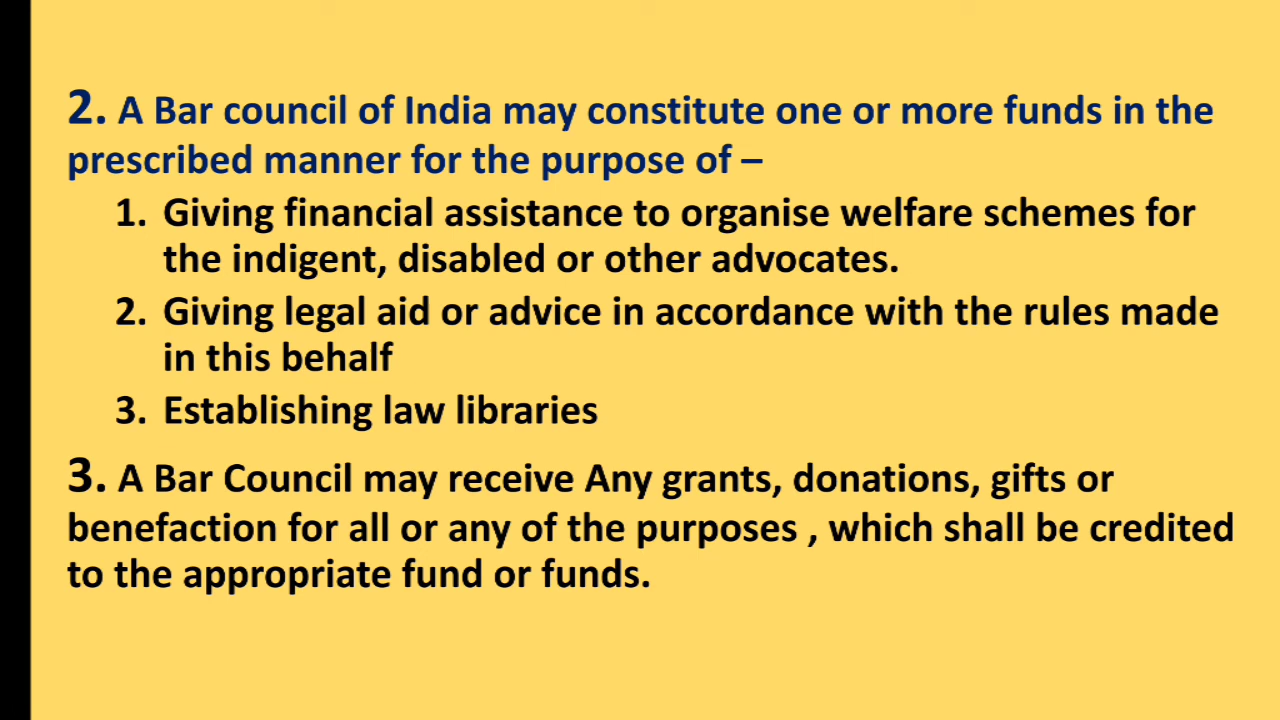 2. A Bar council of India may constitute one or more funds in the
prescribed manner for the purpose of –
1. Giving financial assistance to organise welfare schemes for
the indigent, disabled or other advocates.
2. Giving legal aid or advice in accordance with the rules made
in this behalf
3. Establishing law libraries
3. A Bar Council may receive Any grants, donations, gifts or
benefaction for all or any of the purposes , which shall be credited
to the appropriate fund or funds.